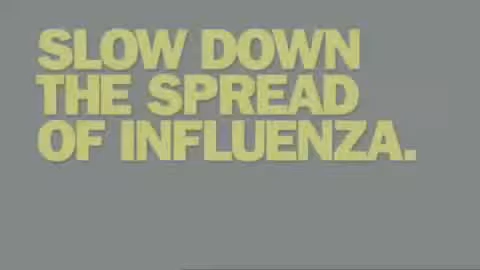 SLOW DOWN
THE SPREAD
OF INFLUENZA.